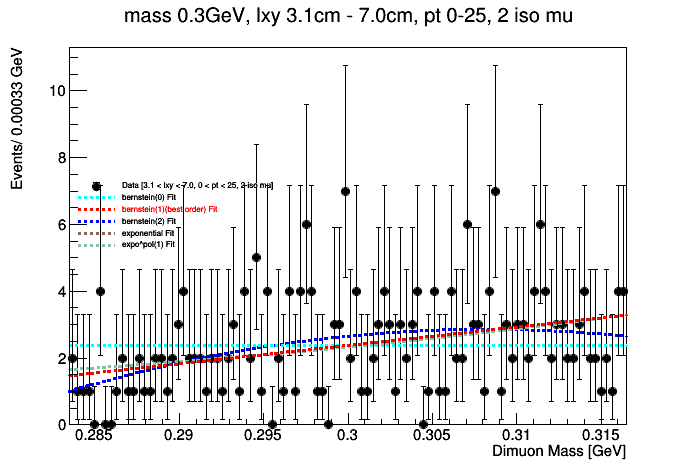 mass 0.3GeV, lxy 3.1cm - 7.0cm, pt 0-25, 2 iso mu
Events/ 0.00033 GeV
10
8
6
4
2
0
Data [3.1 < lxy < 7.0, 0 < pt < 25, 2 iso mu]
bernstein(0) Fit
bernstein(1)(best order) Fit
bernstein(2) Fit
exponential Fit
expo^pol(1) Fit
0.285 0.29 0.295 0.3 0.305 0.31 0.315
Dimuon Mass [GeV]